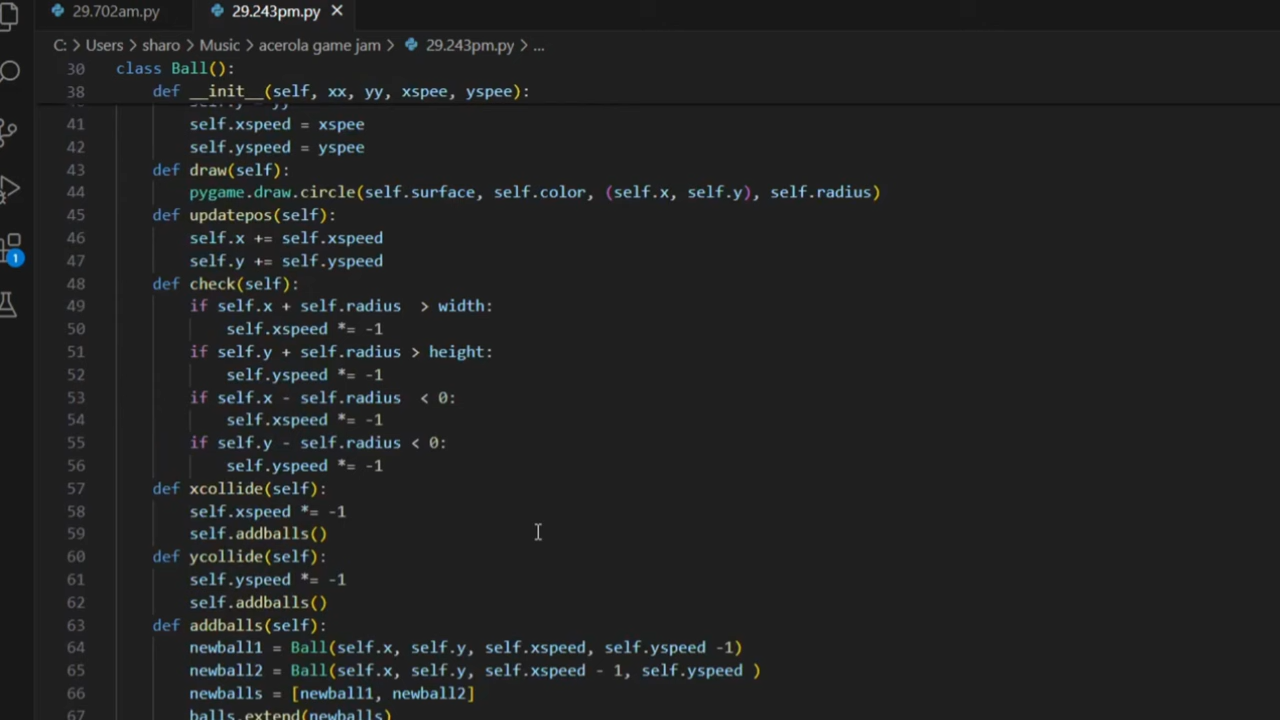 29.702am.py 29.243pm.py
C: > Users > sharo > Music > acerola game jam > 29.243pm.py > ...
30 class Ball():
38 def __init__(self, xx, yy, xspee, yspee):
self.y = yy
41 self.xspeed = xspee
42 self.yspeed = yspee
43 def draw(self):
44 pygame.draw.circle(self.surface, self.color, (self.x, self.y), self.radius)
45 def updatepos(self):
46 self.x += self.xspeed
47 self.y += self.yspeed
48 def check(self):
49 if self.x + self.radius  > width:
50 self.xspeed *= -1
51 if self.y + self.radius > height:
52 self.yspeed *= -1
53 if self.x - self.radius  < 0:
54 self.xspeed *= -1
55 if self.y - self.radius < 0:
56 self.yspeed *= -1
57 def xcollide(self):
58 self.xspeed *= -1
59 self.addballs()
60 def ycollide(self):
61 self.yspeed *= -1
62 self.addballs()
63 def addballs(self):
64 newball1 = Ball(self.x, self.y, self.xspeed, self.yspeed -1)
65 newball2 = Ball(self.x, self.y, self.xspeed - 1, self.yspeed )
66 newballs = [newball1, newball2]
67 balls.extend(newballs)
1